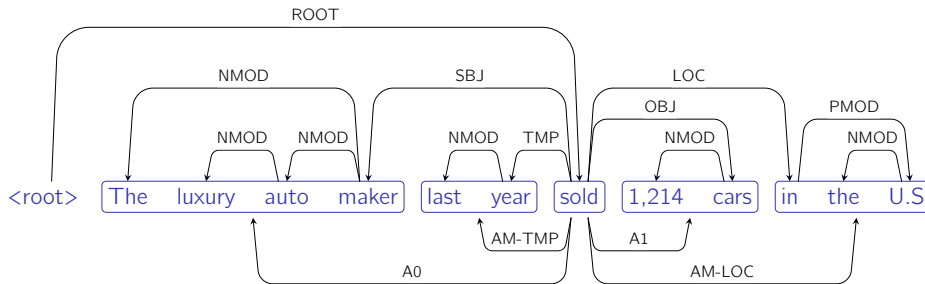 ROOT
NMOD SBJ LOC
OBJ PMOD
NMOD NMOD NMOD TMP NMOD NMOD
<root> The luxury auto maker last year sold 1,214 cars in the U.S
AM-TMP A1
A0 AM-LOC